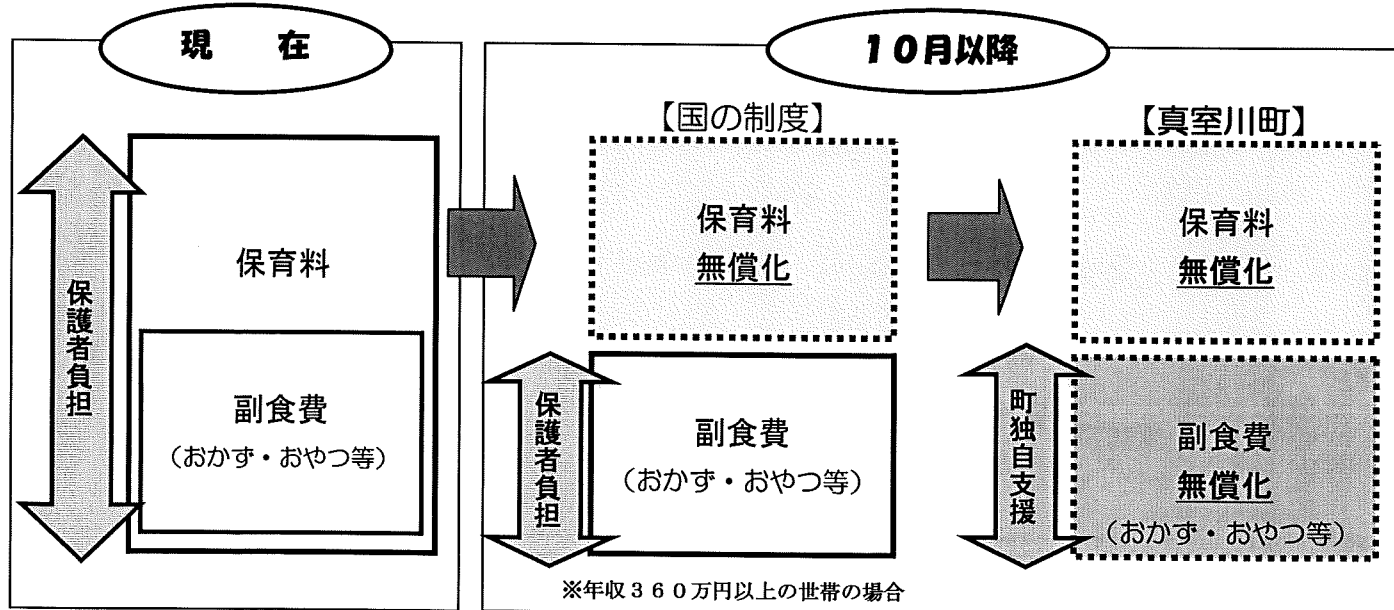 現　在
保護者負担
保育料
副食費
（おかず・おやつ等）
１０月以降
【国の制度】
保育料
無償化
保護者負担
副食費
（おかず・おやつ等）
※年収３６０万円以上の世帯の場合
【真室川町】
保育料
無償化
町独自支援
副食費
無償化
（おかず・おやつ等）